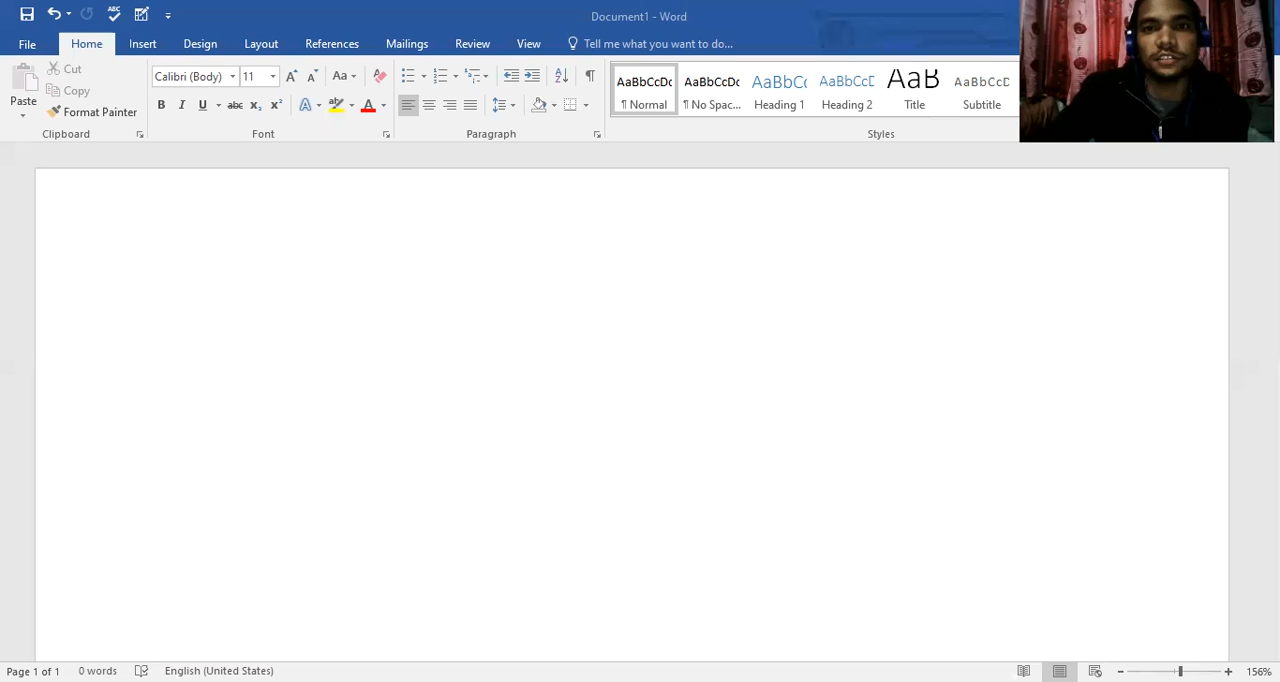 ABC
Document1 - Word
File Home Insert Design Layout References Mailings Review View Tell me what you want to do...
Paste
Cut
Copy
Format Painter
Clipboard
Calibri (Body) 11 A A Aa A
B I U abc x₂ x² A A
Font
A Z
Paragraph
AaBbCcDc AaBbCcDc AaBbCc AaBbCcD AaB AaBbCcD
¶ Normal ¶ No Spac... Heading 1 Heading 2 Title Subtitle
Styles
Page 1 of 1 0 words English (United States) 156%